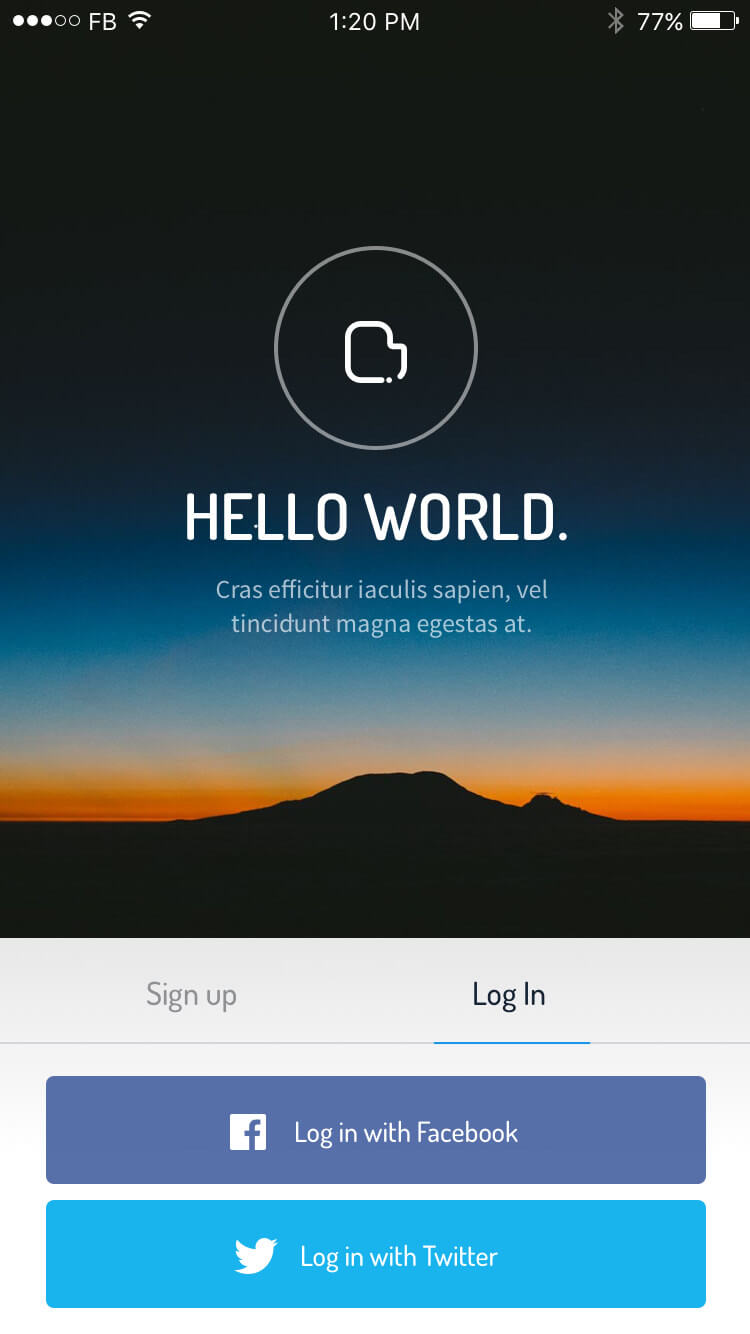 FB 1:20 PM 77%
HELLO WORLD.
Cras efficitur iaculis sapien, vel
tincidunt magna egestas at.
Sign up Log In
Log in with Facebook
Log in with Twitter